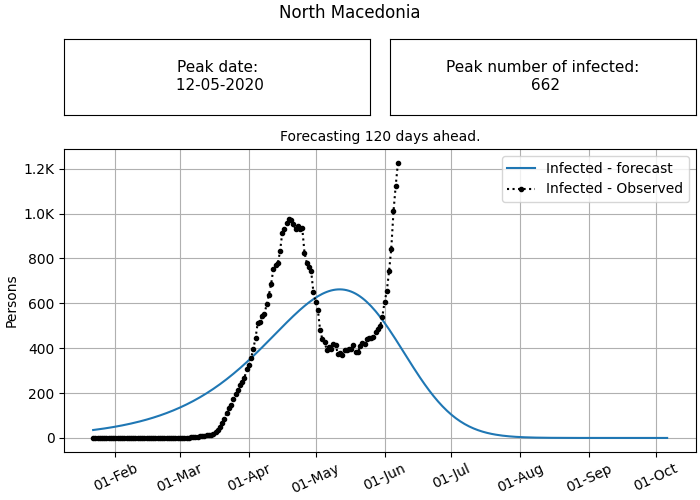 North Macedonia
Peak date:
12-05-2020
Peak number of infected:
662
Forecasting 120 days ahead.
Infected - forecast
Infected - Observed
Persons
1.2K
1.0K
800
600
400
200
0
01-Feb
01-Mar
01-Apr
01-May
01-Jun
01-Jul
01-Aug
01-Sep
01-Oct